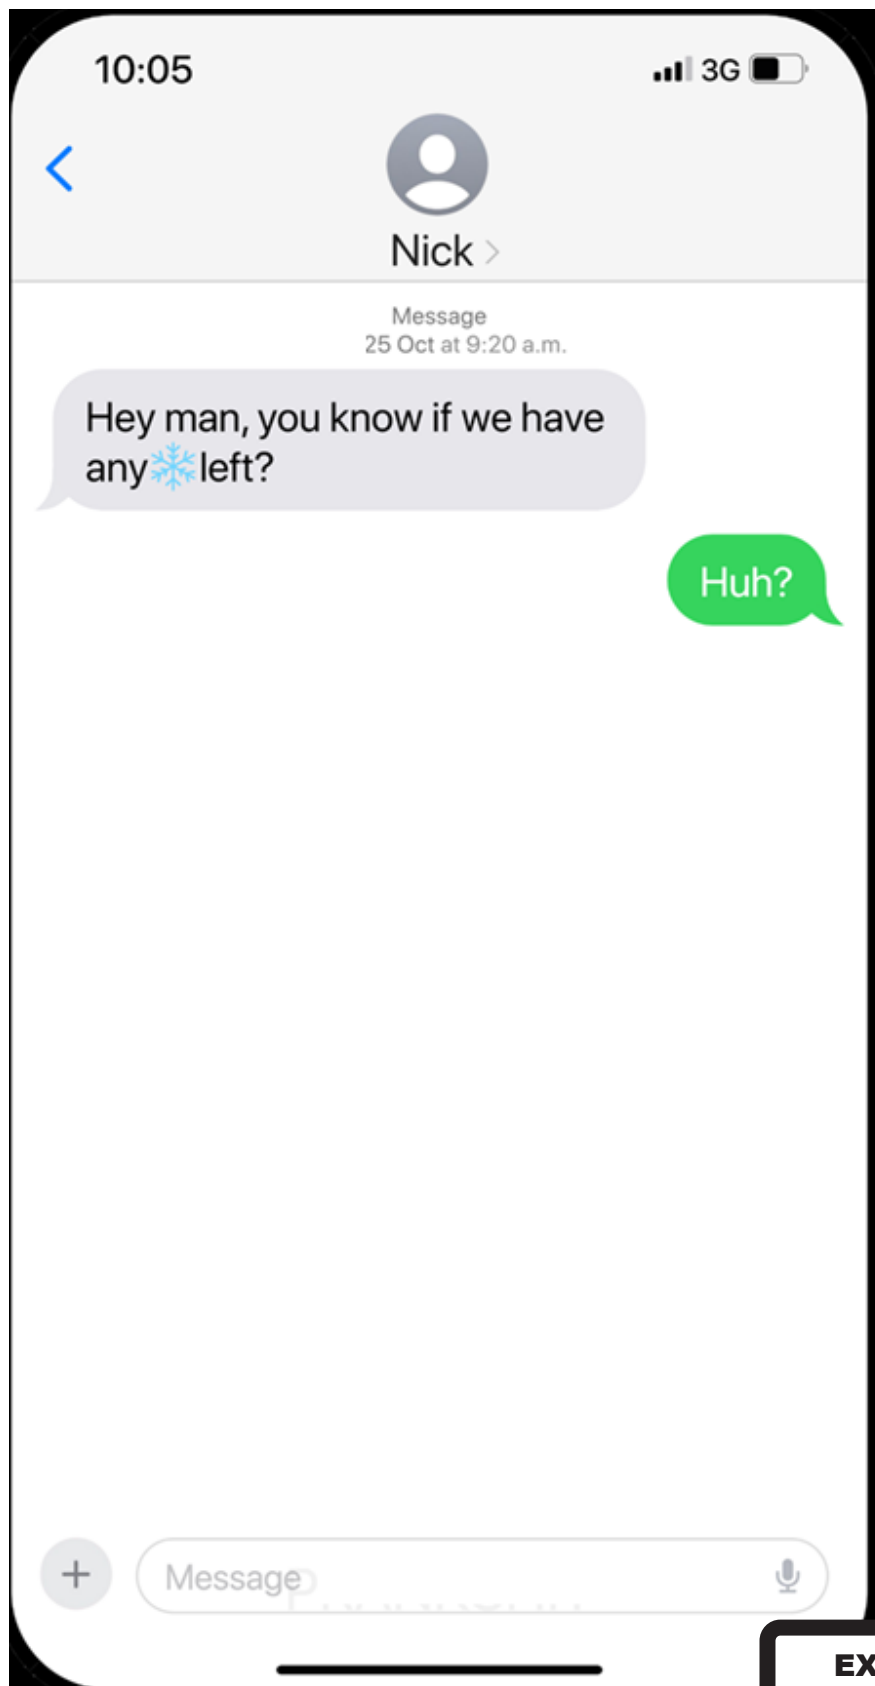 10:05
3G
Nick
Message
25 Oct at 9:20 a.m.
Hey man, you know if we have
any❄️left?
Huh?
Message
EX